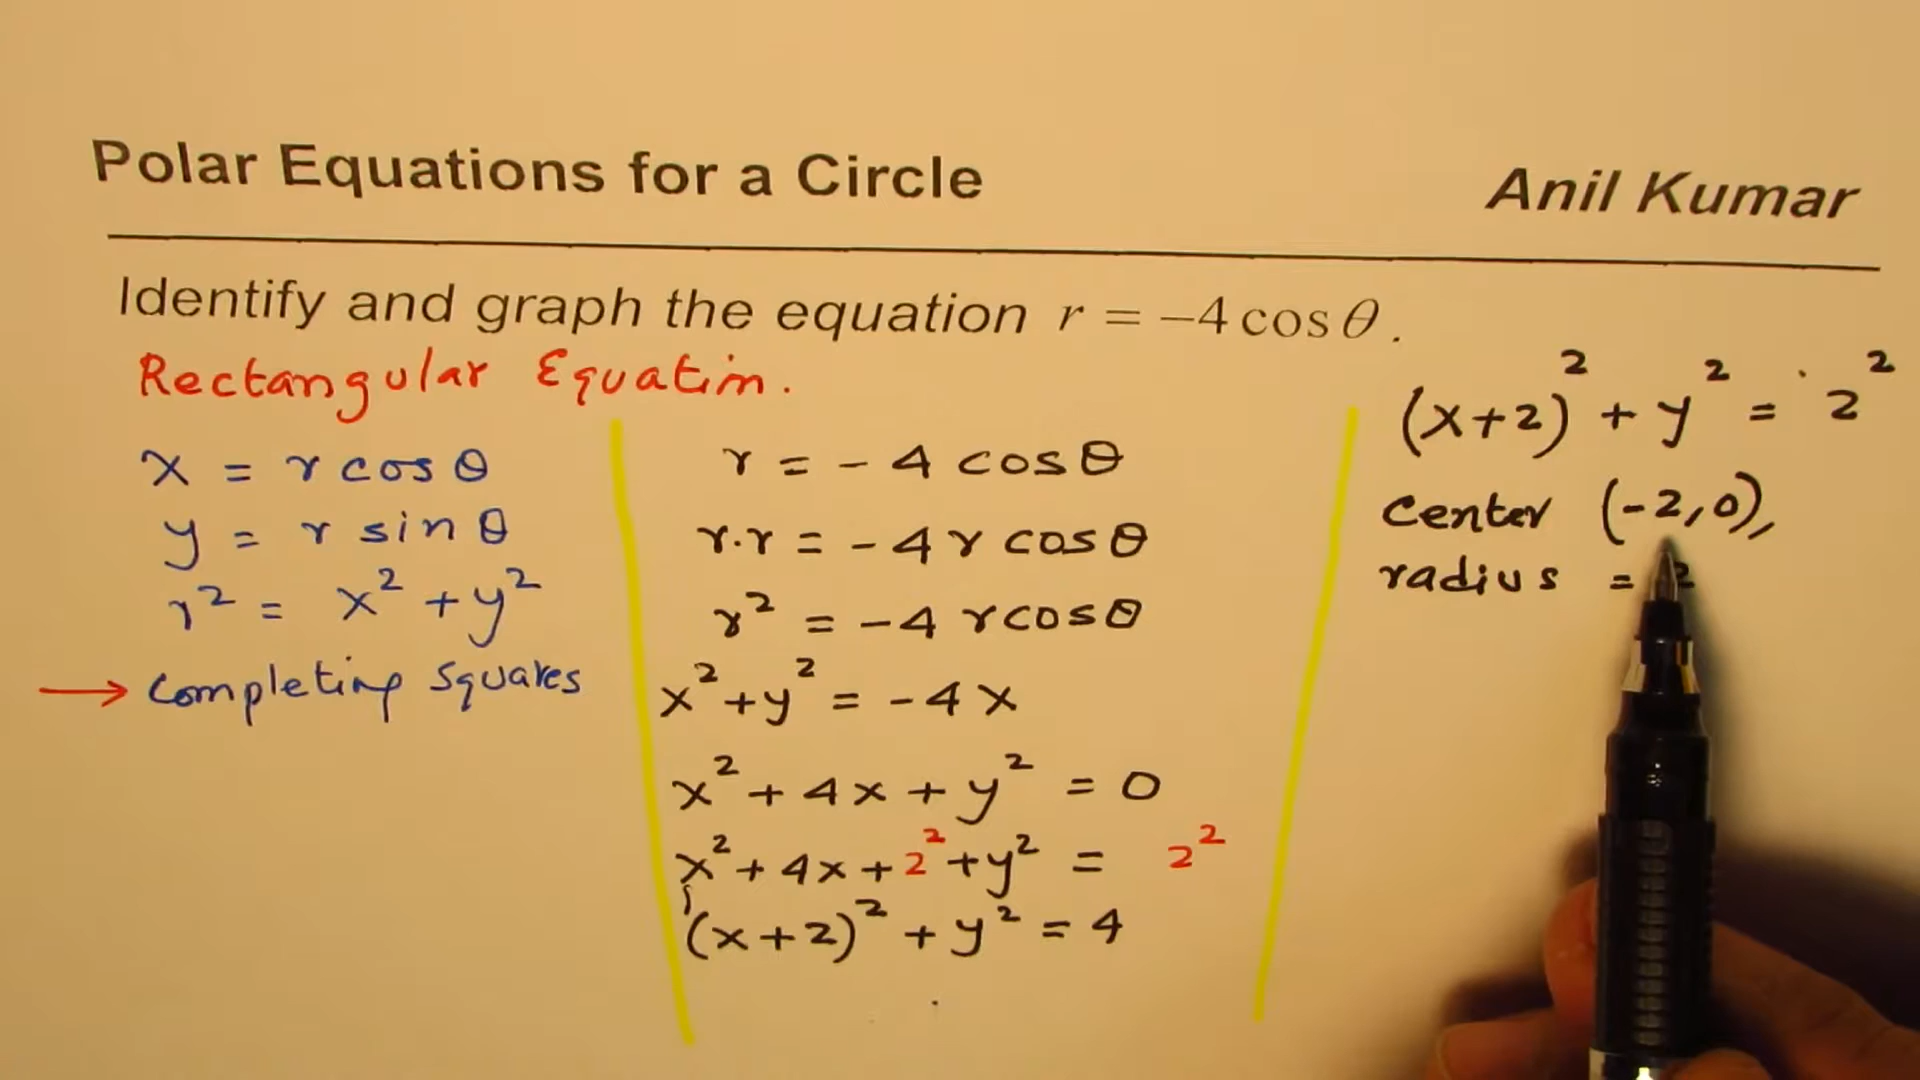 Polar Equations for a Circle
Anil Kumar
Identify and graph the equation r = −4 cos θ.
Rectangular Equatim.
x = r cos θ
y = r sin θ
r² = x² + y²
→ Completing Squares
r = - 4 cos θ
r.r = - 4 r cos θ
r² = -4 r cos θ
x² + y² = - 4 x
x² + 4x + y² = 0
x² + 4x + 2² + y² = 2²
(x+2)² + y² = 4
(x+2)² + y² = 2²
Center (-2,0),
radius = 2